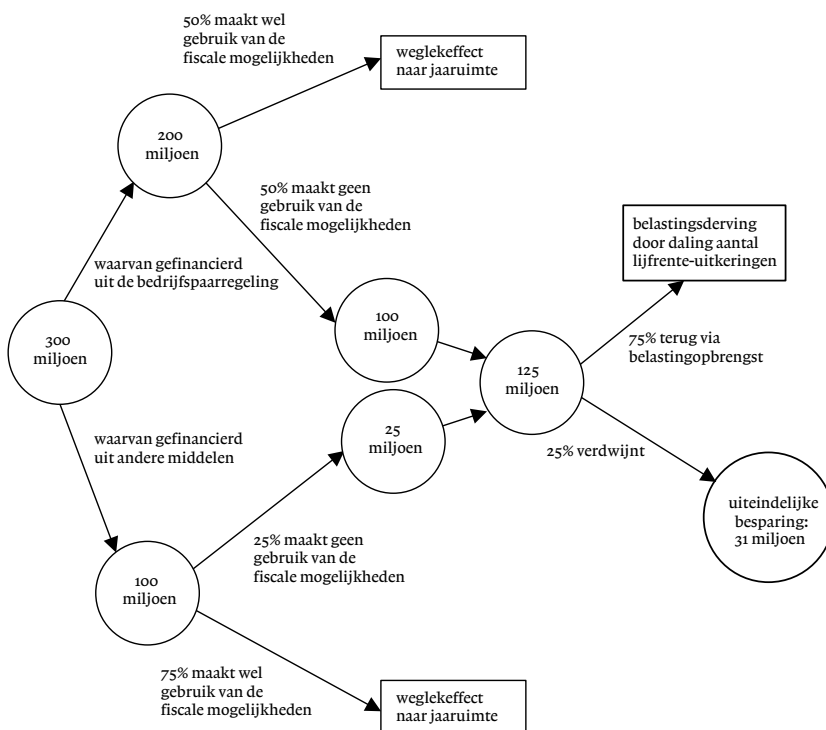 50% maakt wel
gebruik van de
fiscale mogelijkheden
weglekeffect
naar jaaruimte
200
miljoen
50% maakt geen
gebruik van de
fiscale mogelijkheden
belastingsderving
door daling aantal
lijfrente-uitkeringen
waarvan gefinancierd
uit de bedrijfspaarregeling
300
miljoen
100
miljoen
75% terug via
belastingopbrengst
125
miljoen
waarvan gefinancierd
uit andere middelen
25
miljoen
25% verdwijnt
uiteindelijke
besparing:
31 miljoen
25% maakt geen
gebruik van de
fiscale mogelijkheden
100
miljoen
75% maakt wel
gebruik van de
fiscale mogelijkheden
weglekeffect
naar jaaruimte